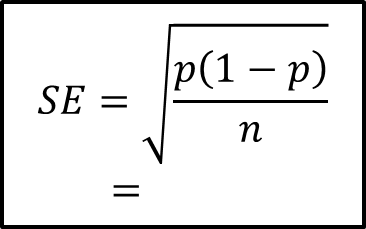 SE = √(p(1 − p)/n)
=